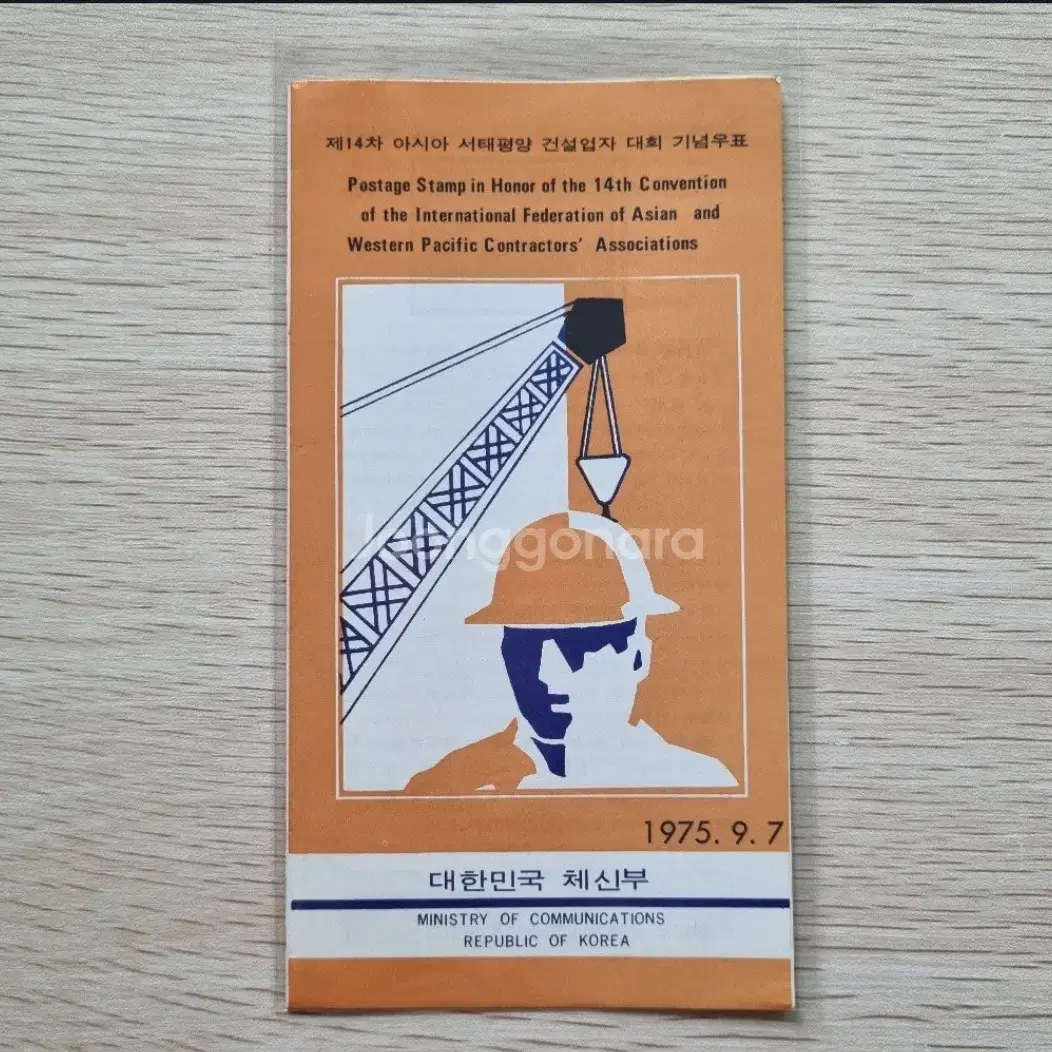 제14차 아시아 서태평양 건설업자 대회 기념우표
Postage Stamp in Honor of the 14th Convention
of the International Federation of Asian and
Western Pacific Contractors' Associations
Joonggonara
1975. 9. 7
대한민국 체신부
MINISTRY OF COMMUNICATIONS
REPUBLIC OF KOREA